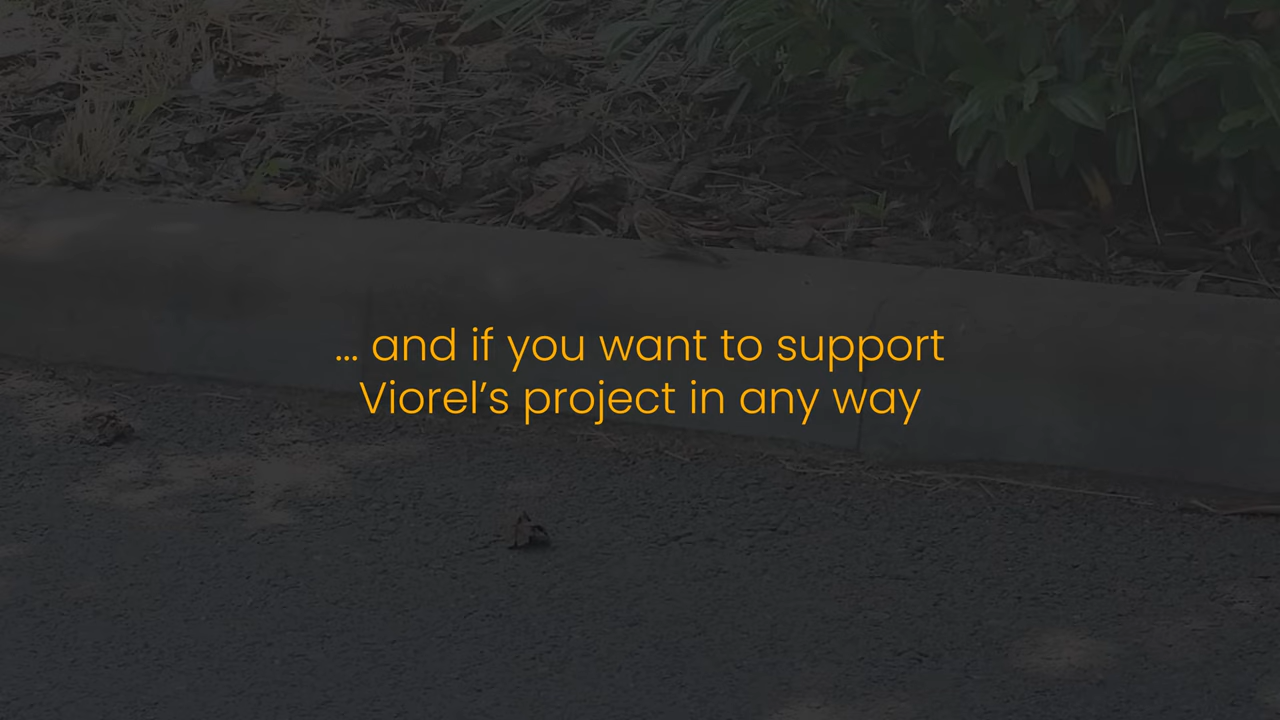 ... and if you want to support
Viorel’s project in any way